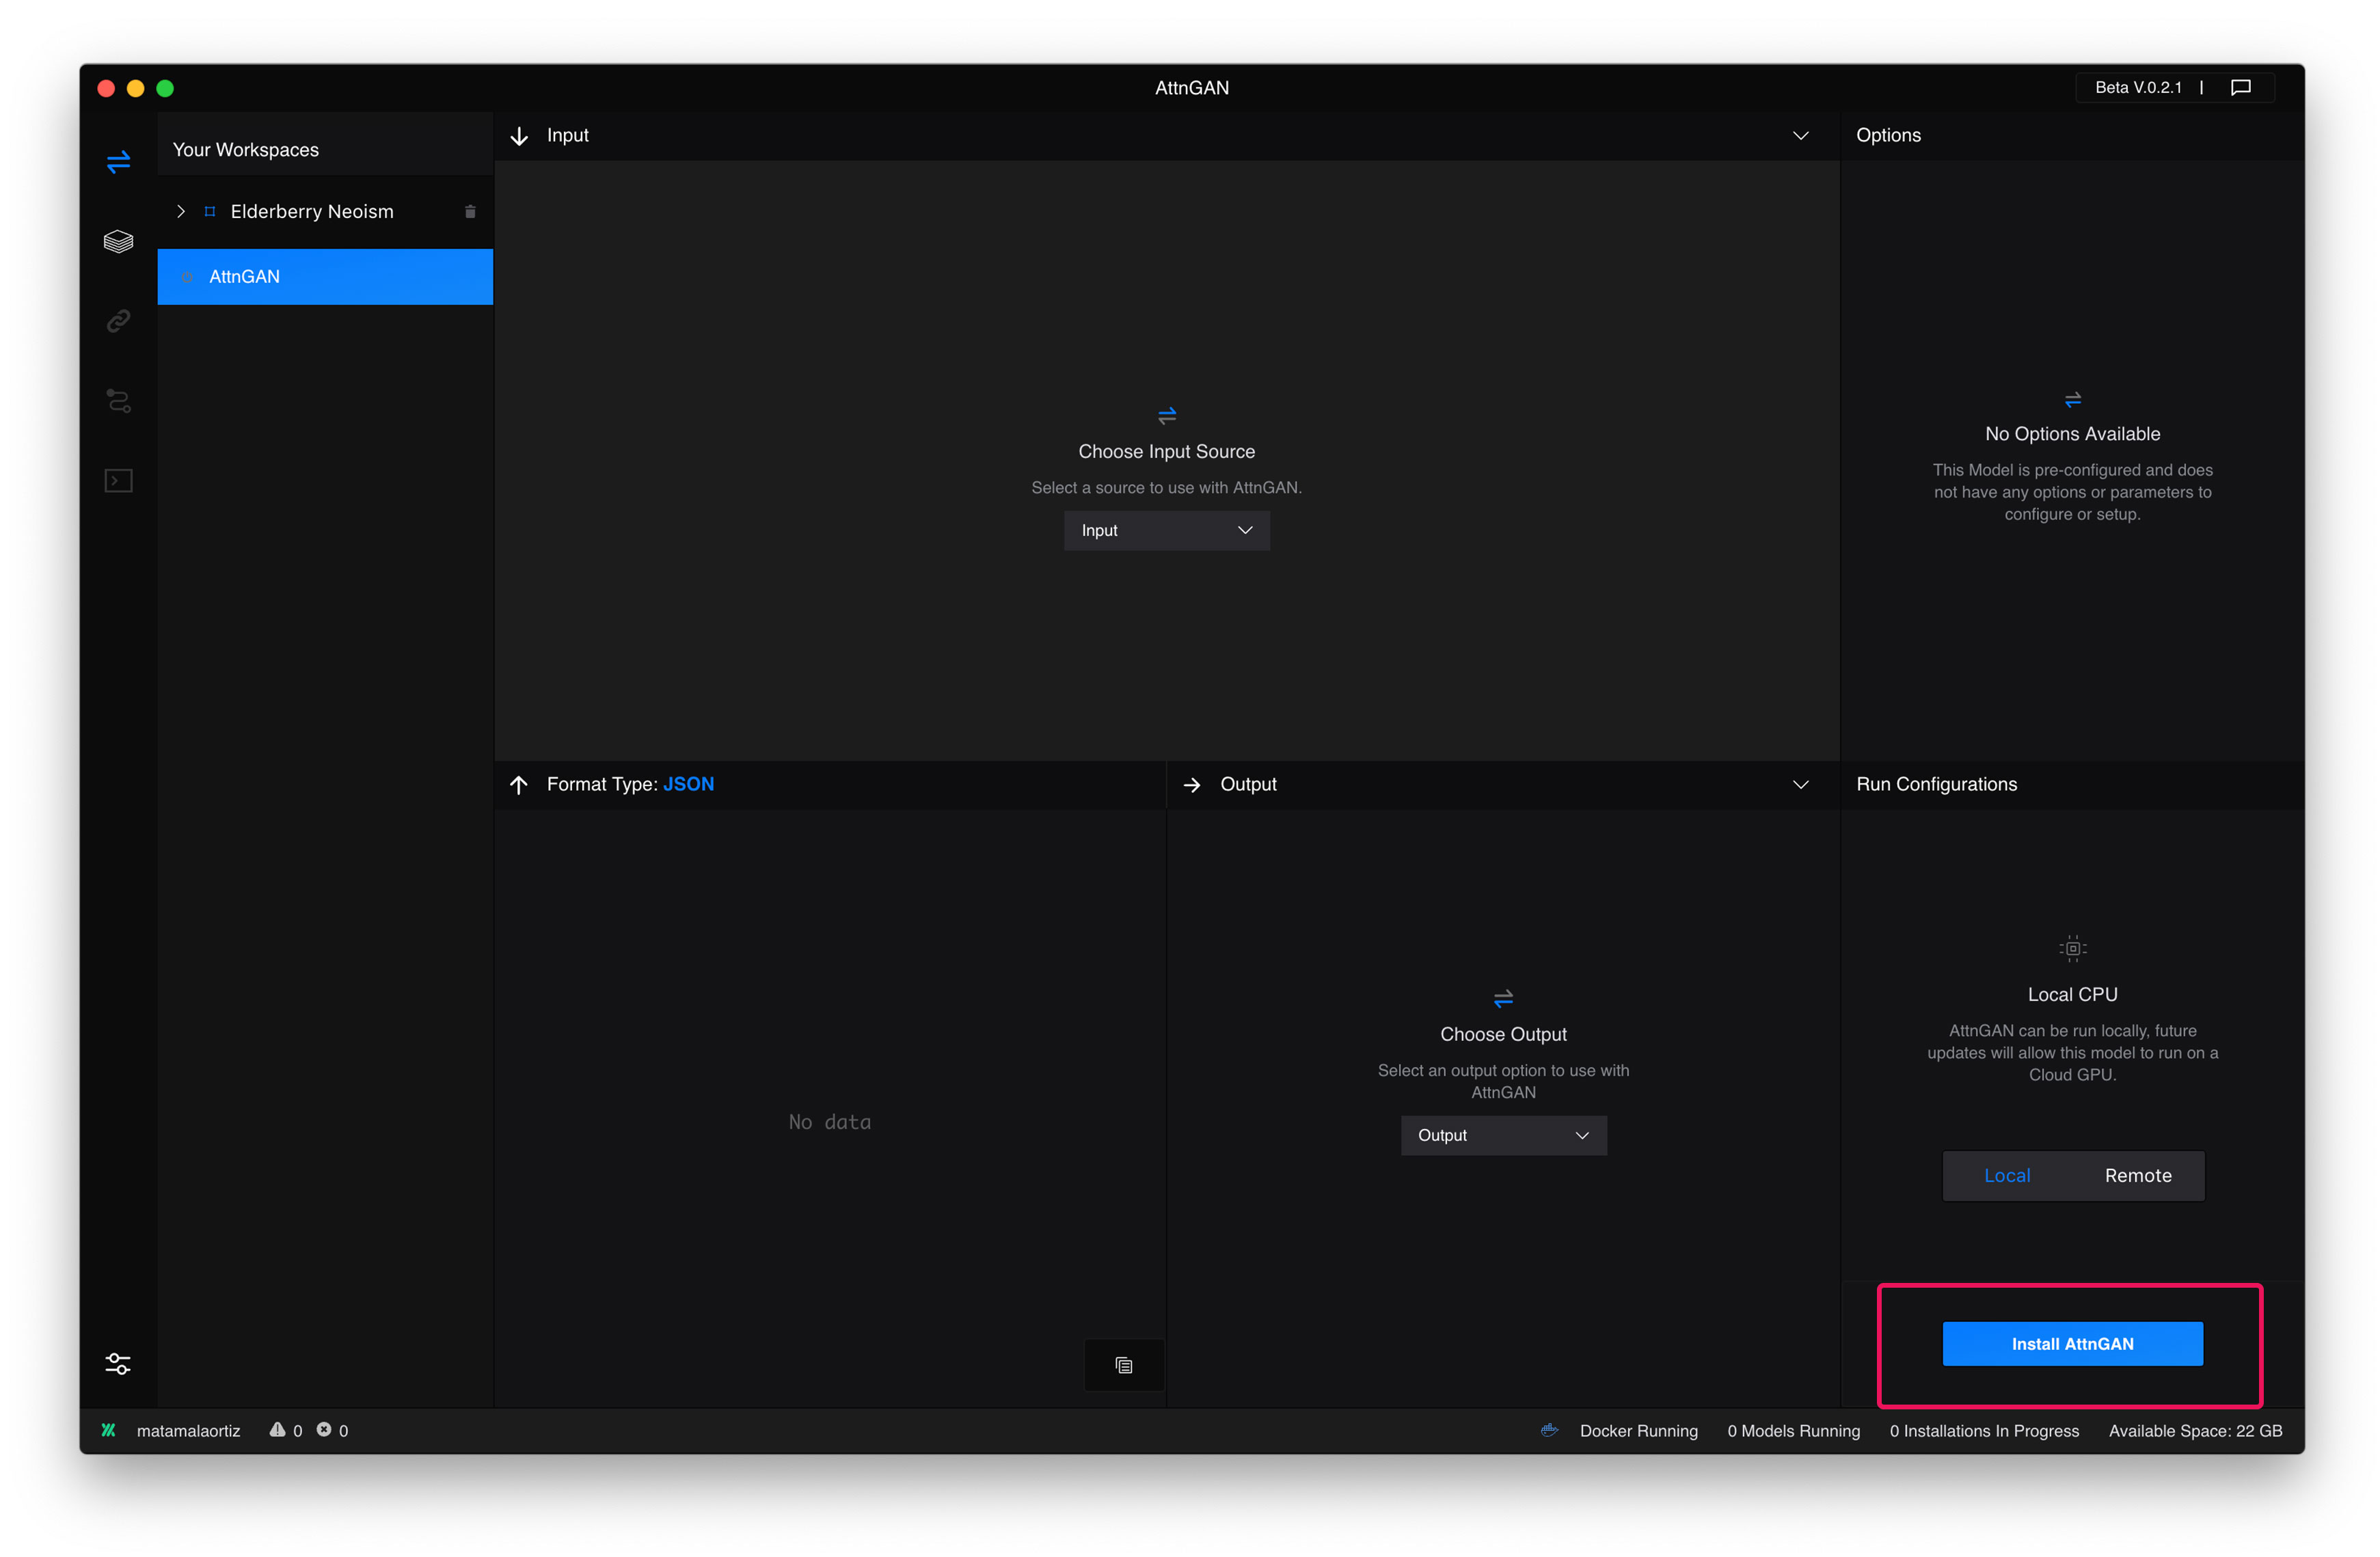 AttnGAN
Beta V.0.2.1 |
Your Workspaces
Elderberry Neoism
AttnGAN
Input
Choose Input Source
Select a source to use with AttnGAN.
Input
Options
No Options Available
This Model is pre-configured and does
not have any options or parameters to
configure or setup.
Format Type: JSON
No data
Output
Choose Output
Select an output option to use with
AttnGAN
Output
Run Configurations
Local CPU
AttnGAN can be run locally, future
updates will allow this model to run on a
Cloud GPU.
Local Remote
Install AttnGAN
matamalaortiz 0 0
Docker Running 0 Models Running 0 Installations In Progress Available Space: 22 GB